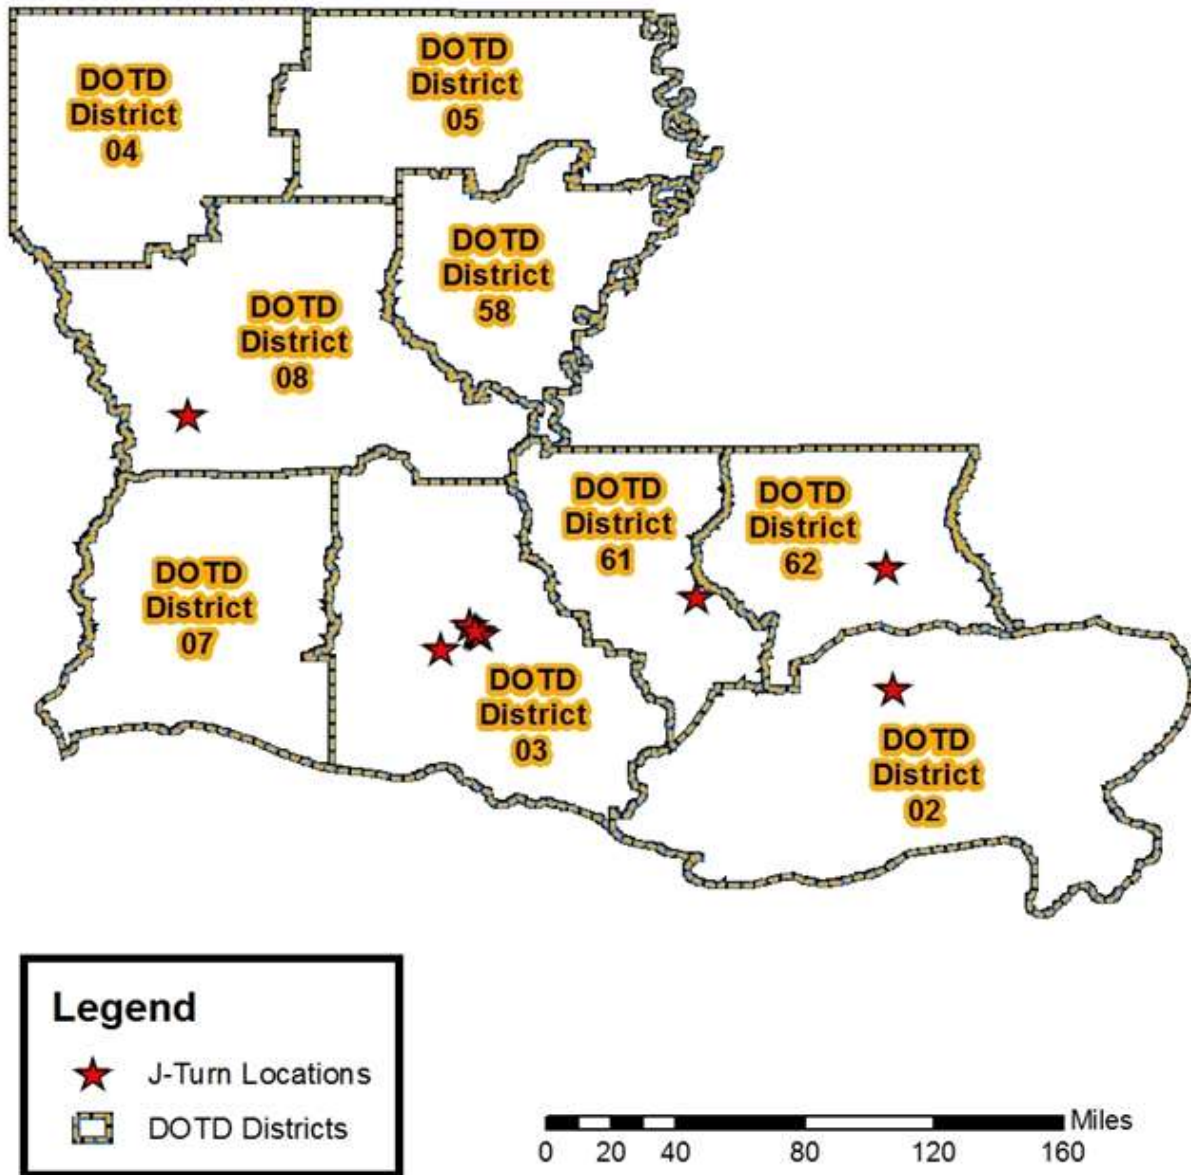 DOTD
District
04
DOTD
District
05
DOTD
District
58
DOTD
District
08
DOTD
District
61
DOTD
District
62
DOTD
District
07
DOTD
District
03
DOTD
District
02
Legend
J-Turn Locations
DOTD Districts
Miles
0 20 40 80 120 160